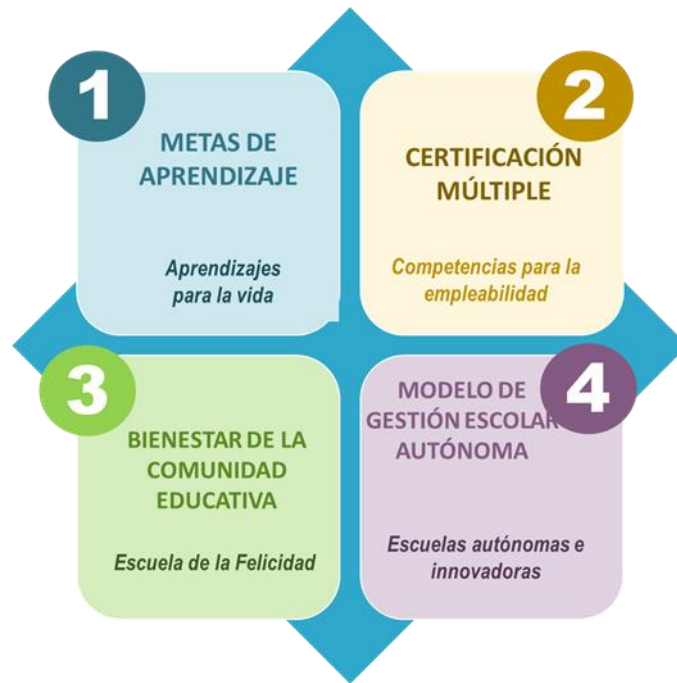 1
METAS DE
APRENDIZAJE
Aprendizajes
para la vida
2
CERTIFICACIÓN
MÚLTIPLE
Competencias para la
empleabilidad
3
BIENESTAR DE LA
COMUNIDAD
EDUCATIVA
Escuela de la Felicidad
4
MODELO DE
GESTIÓN ESCOLAR
AUTÓNOMA
Escuelas autónomas e
innovadoras